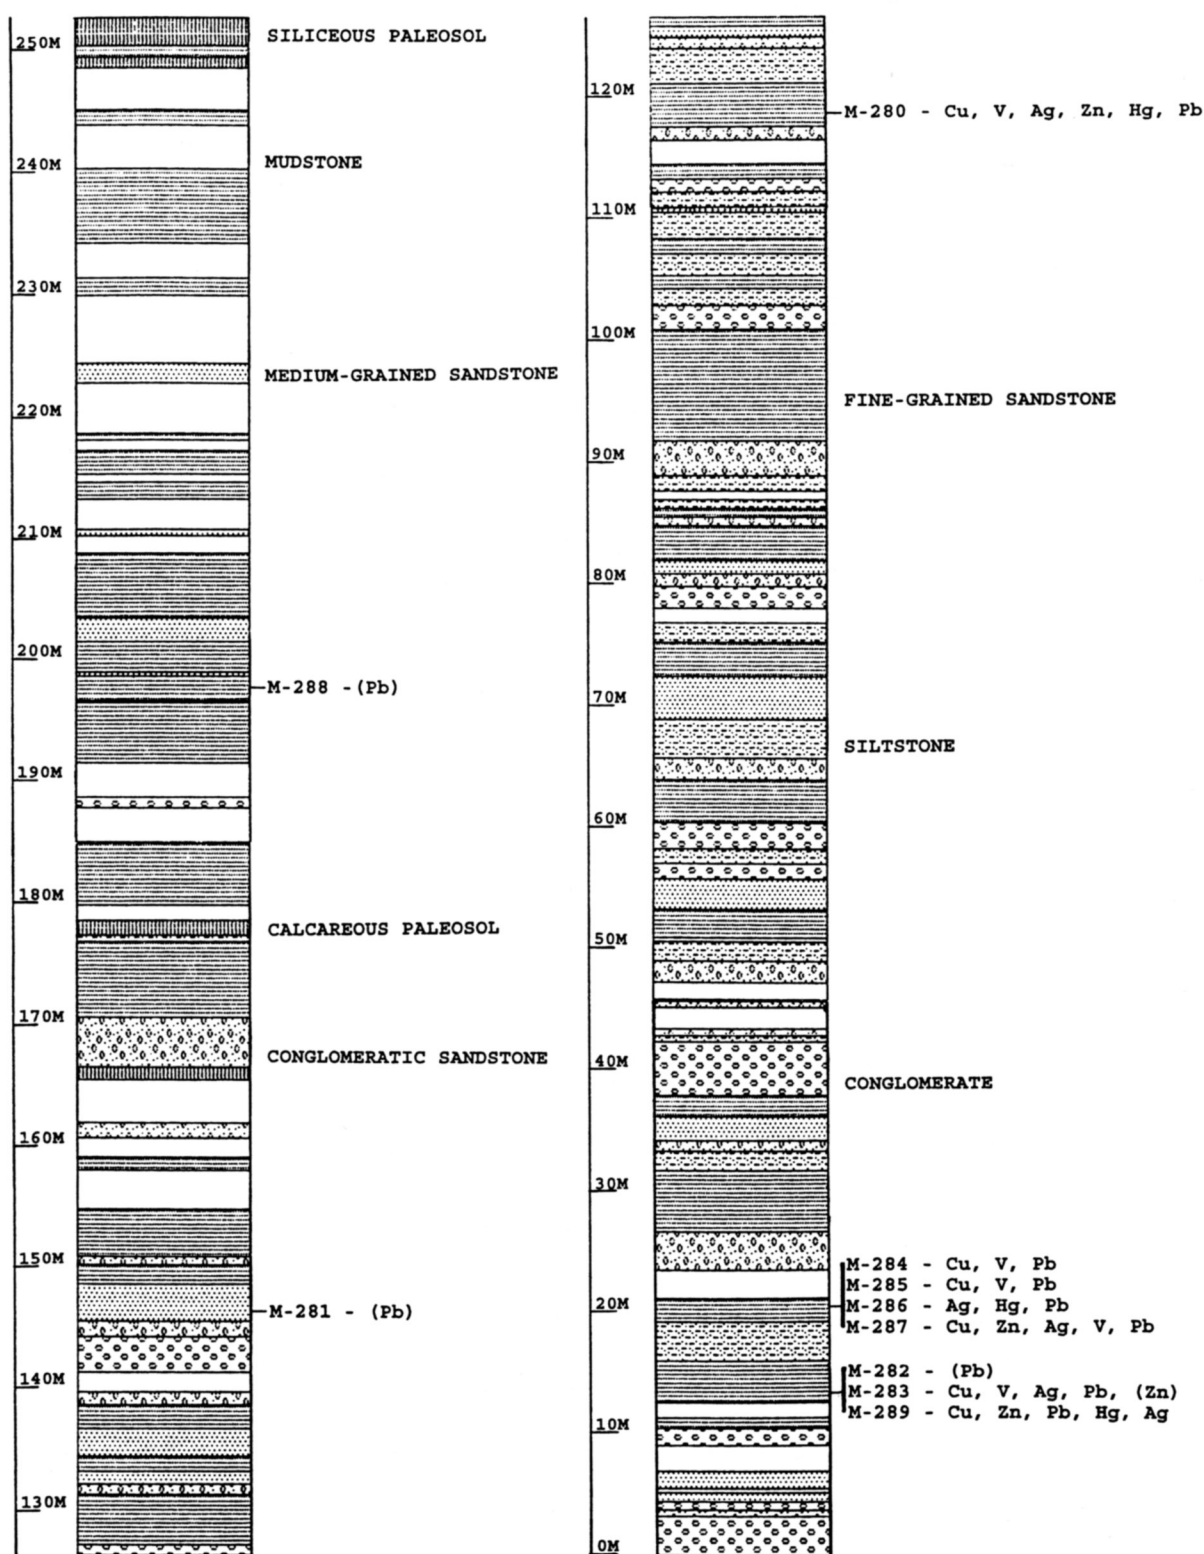 250M
SILICEOUS PALEOSOL
240M
MUDSTONE
230M
MEDIUM-GRAINED SANDSTONE
220M
210M
200M
M-288 -(Pb)
190M
180M
CALCAREOUS PALEOSOL
170M
CONGLOMERATIC SANDSTONE
160M
150M
M-281 - (Pb)
140M
130M
120M
M-280 - Cu, V, Ag, Zn, Hg, Pb
110M
100M
FINE-GRAINED SANDSTONE
90M
80M
70M
SILTSTONE
60M
50M
40M
CONGLOMERATE
30M
M-284 - Cu, V, Pb
M-285 - Cu, V, Pb
20M
M-286 - Ag, Hg, Pb
M-287 - Cu, Zn, Ag, V, Pb
M-282 - (Pb)
M-283 - Cu, V, Ag, Pb, (Zn)
M-289 - Cu, Zn, Pb, Hg, Ag
10M
0M